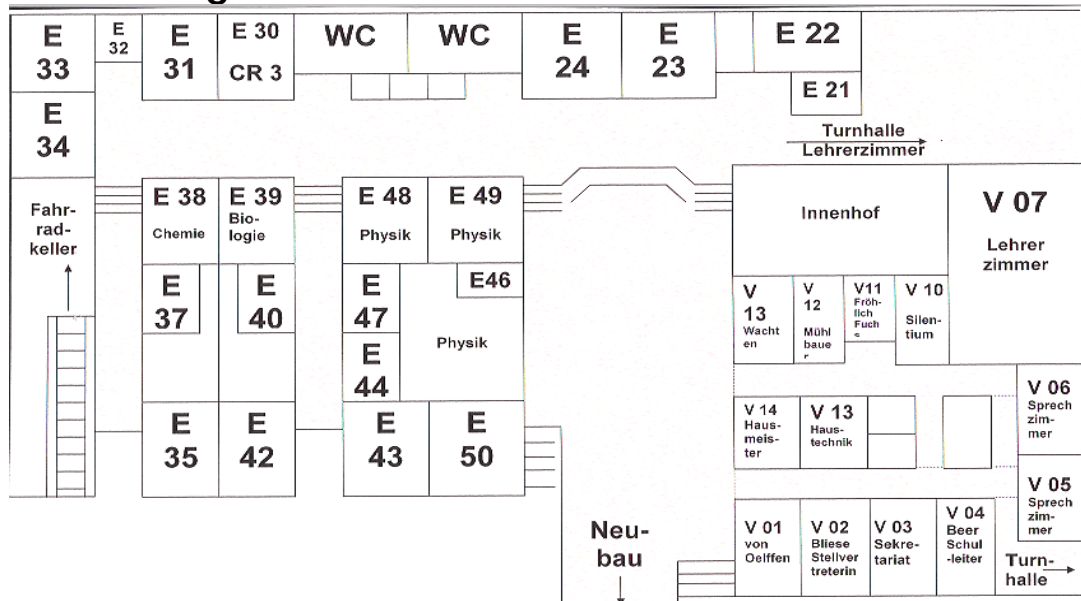 E
33
E
32
E
31
E 30
CR 3
WC
WC
E
24
E
23
E 22
E 21
E
34
Turnhalle
Lehrerzimmer
Fahr-
rad-
keller
E 38
Chemie
E 39
Bio-
logie
E 48
Physik
E 49
Physik
Innenhof
V 07
Lehrer
zimmer
E
37
E
40
E
47
E46
Physik
E
44
V
13
Wacht
en
V
12
Mühl
baue
r
V11
Fröh-
lich
Fuch
s
V 10
Silen-
tium
V 06
Sprech
zim-
mer
V 14
Haus-
meis-
ter
V 13
Haus-
technik
E
35
E
42
E
43
E
50
V 05
Sprech
zim-
mer
Neu-
bau
V 01
von
Oelffen
V 02
Bliese
Stellver
treterin
V 03
Sekre-
tariat
V 04
Beer
Schul
-leiter
Turn-
halle